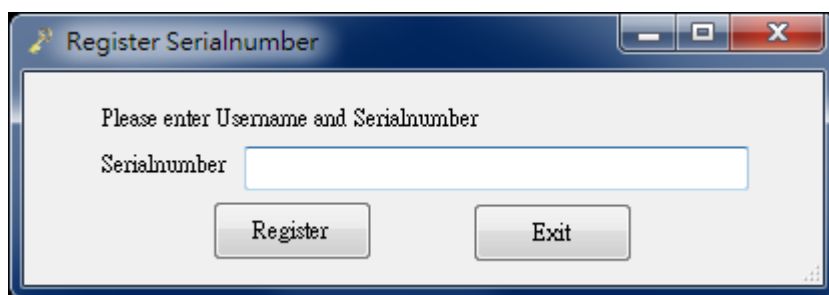 Register Serialnumber
Please enter Username and Serialnumber
Serialnumber
Register
Exit